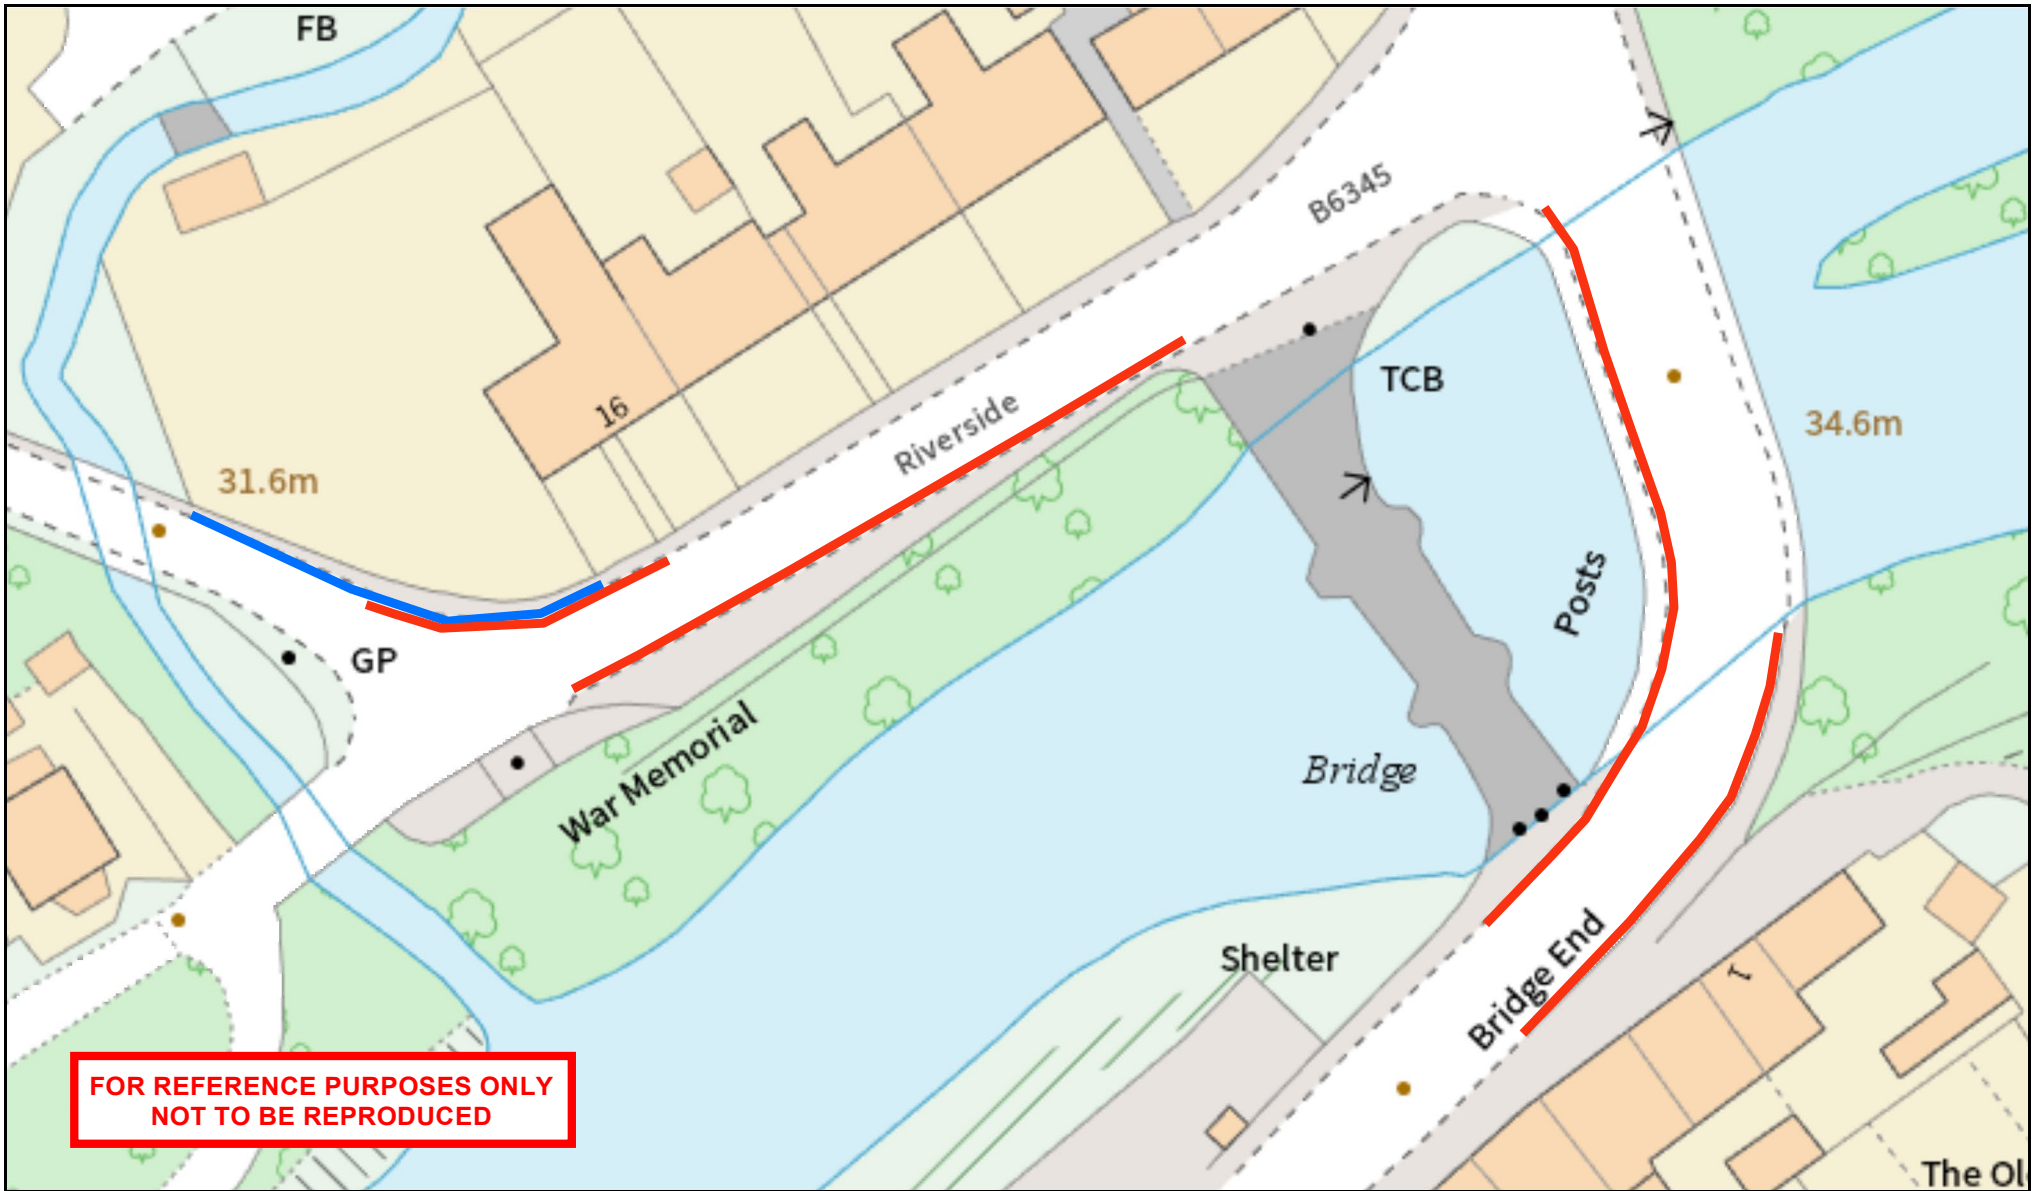 FB
B6345
TCB
34.6m
16
Riverside
31.6m
GP
Posts
War Memorial
Bridge
Shelter
Bridge End
1
The Ol
FOR REFERENCE PURPOSES ONLY
NOT TO BE REPRODUCED